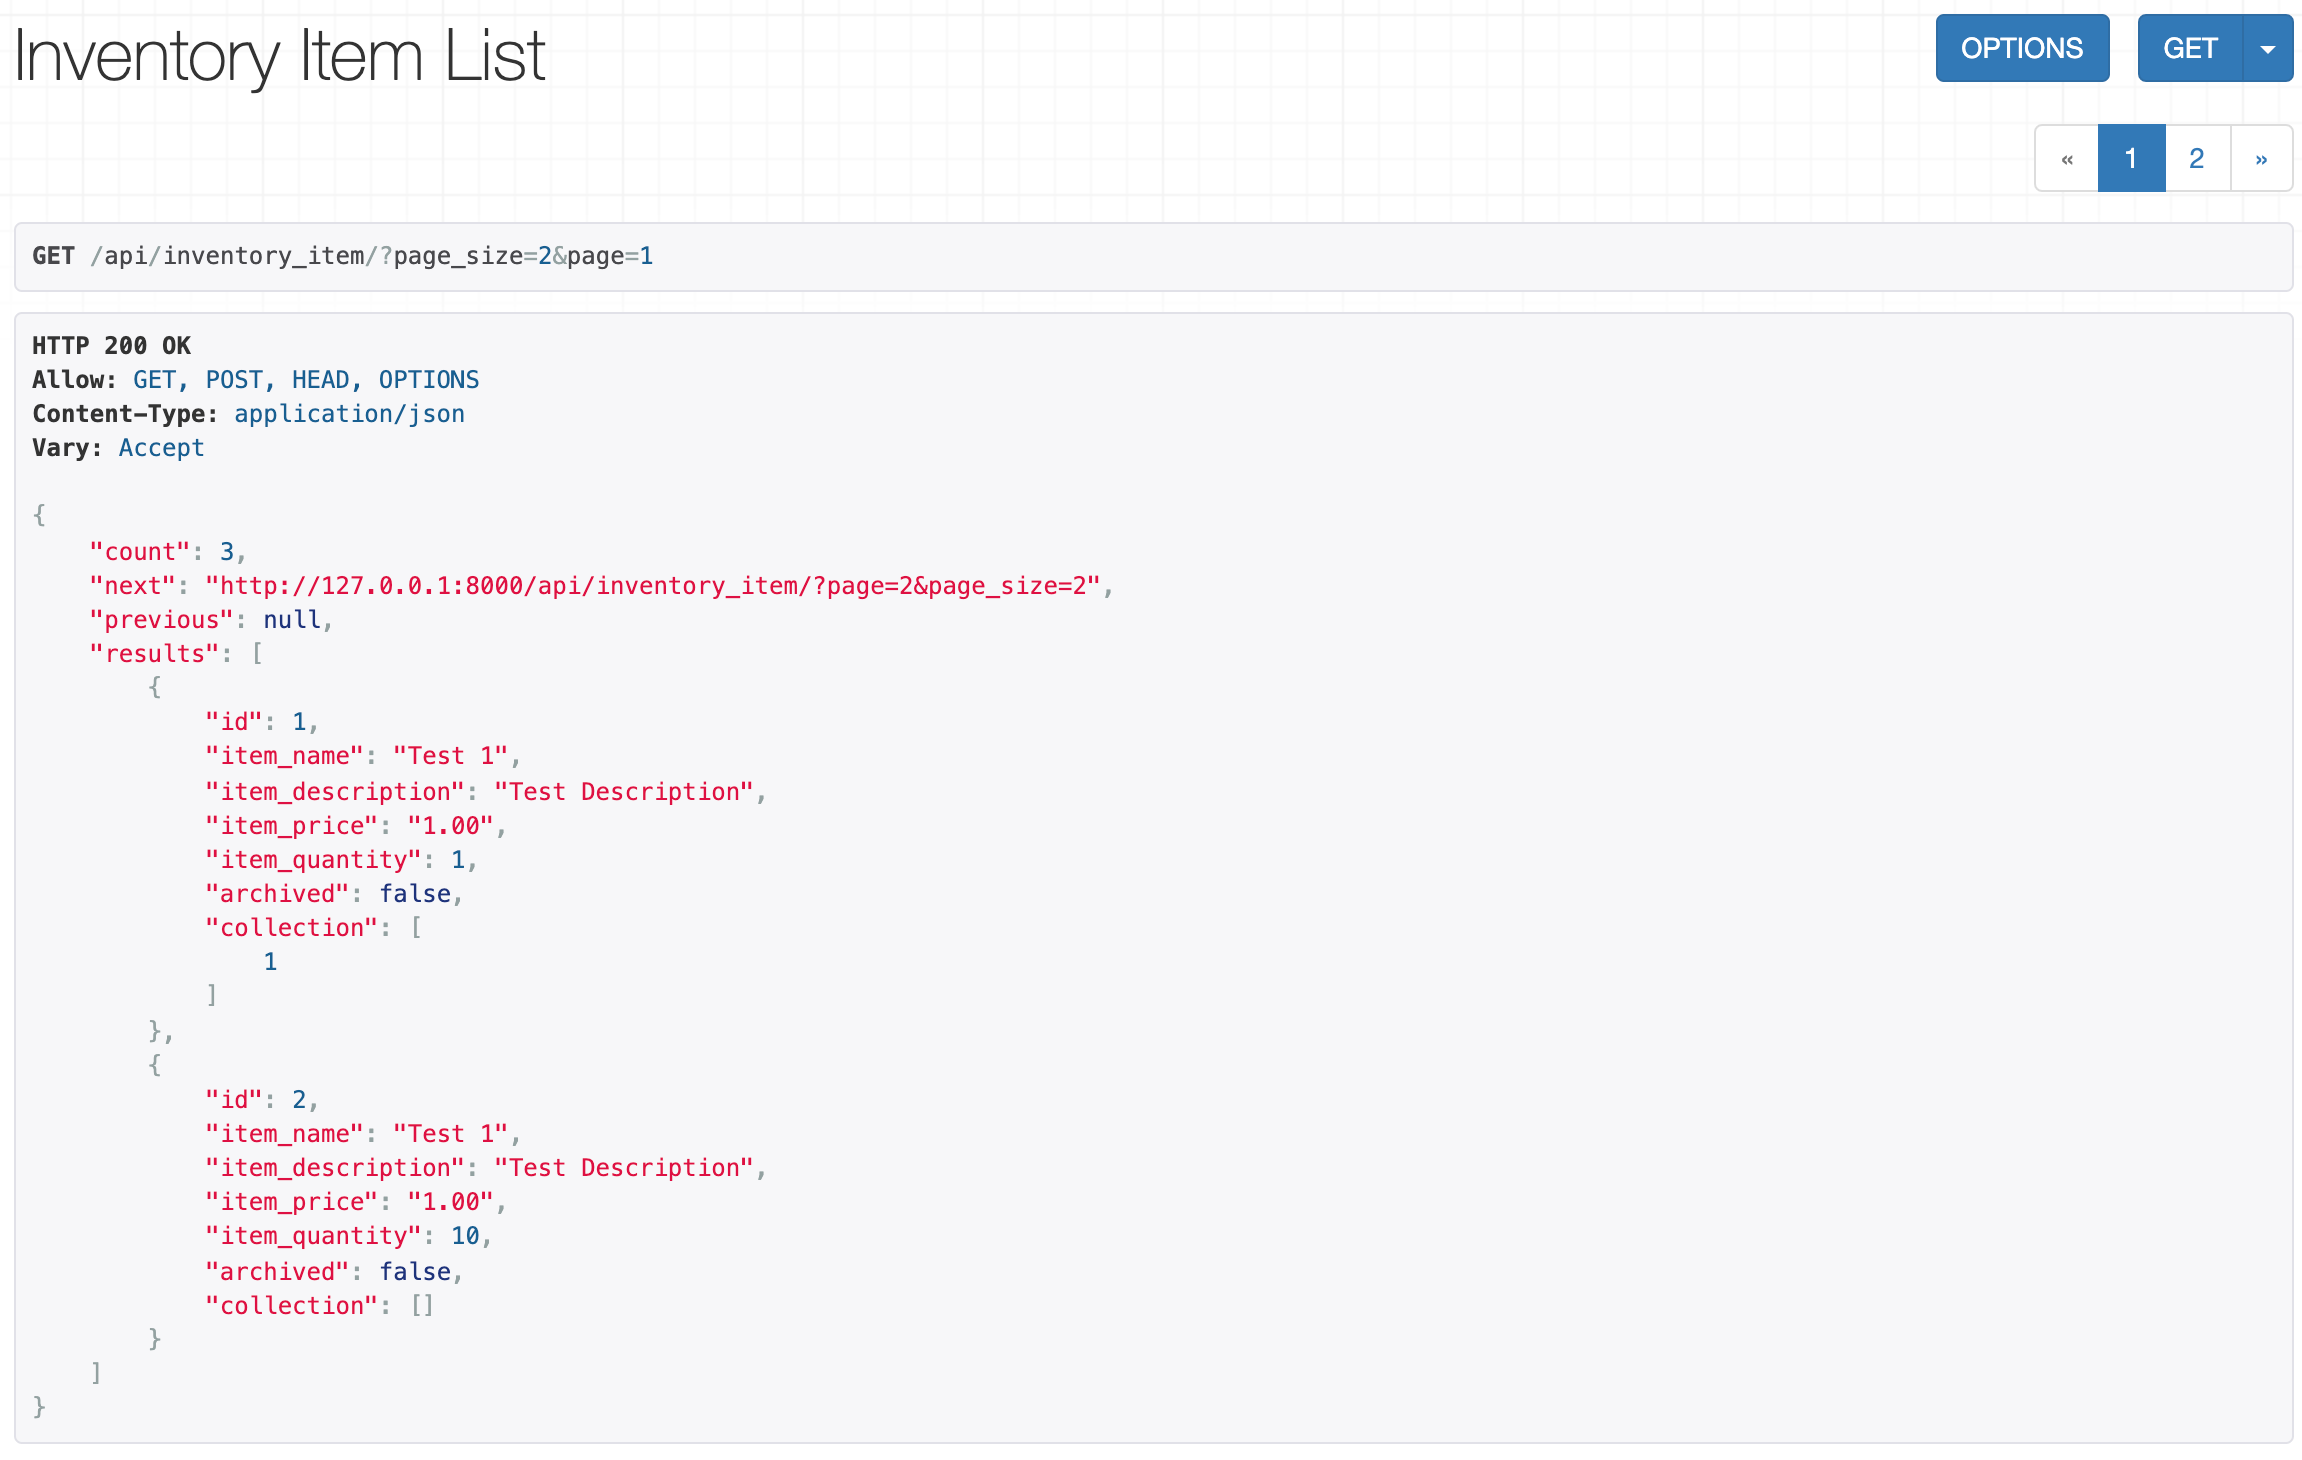 Inventory Item List
OPTIONS
GET
« 1 2 »
GET /api/inventory_item/?page_size=2&page=1
HTTP 200 OK
Allow: GET, POST, HEAD, OPTIONS
Content-Type: application/json
Vary: Accept
{
    "count": 3,
    "next": "http://127.0.0.1:8000/api/inventory_item/?page=2&page_size=2",
    "previous": null,
    "results": [
        {
            "id": 1,
            "item_name": "Test 1",
            "item_description": "Test Description",
            "item_price": "1.00",
            "item_quantity": 1,
            "archived": false,
            "collection": [
                1
            ]
        },
        {
            "id": 2,
            "item_name": "Test 1",
            "item_description": "Test Description",
            "item_price": "1.00",
            "item_quantity": 10,
            "archived": false,
            "collection": []
        }
    ]
}